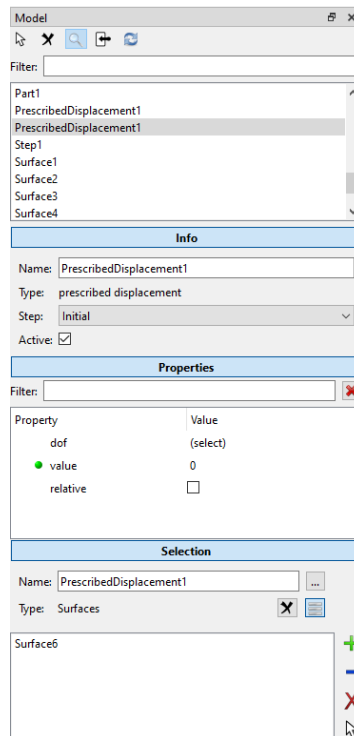 Model
Filter:
Part1
PrescribedDisplacement1
PrescribedDisplacement1
Step1
Surface1
Surface2
Surface3
Surface4
Info
Name: PrescribedDisplacement1
Type: prescribed displacement
Step: Initial
Active:
Properties
Filter:
Property Value
dof (select)
value 0
relative
Selection
Name: PrescribedDisplacement1 ...
Type: Surfaces
Surface6